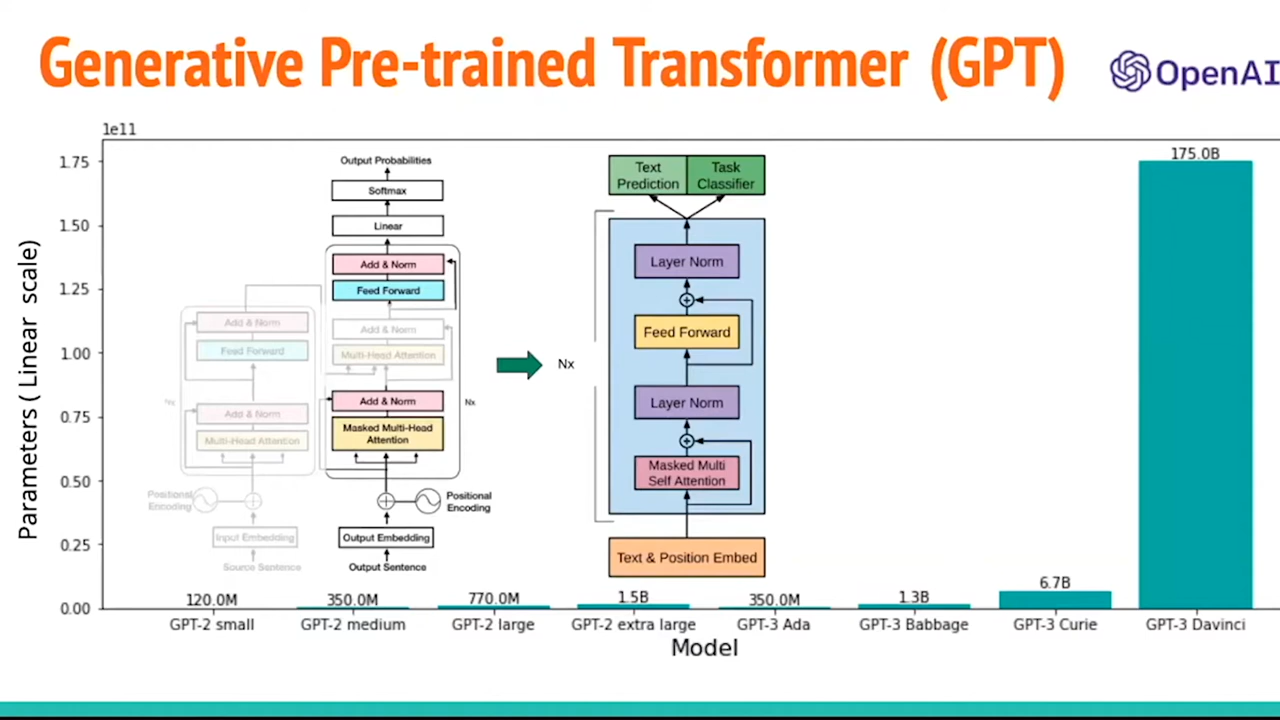 Generative Pre-trained Transformer (GPT)
OpenAI
1e11
1.75
1.50
1.25
1.00
0.75
0.50
0.25
0.00
Parameters ( Linear scale)
Output Probabilities
Softmax
Linear
Add & Norm
Feed Forward
Add & Norm
Multi-Head Attention
Add & Norm
Masked Multi-Head
Attention
Nx
Positional
Encoding
Output Embedding
Output Sentence
Add & Norm
Feed Forward
Add & Norm
Multi-Head Attention
Positional
Encoding
Input Embedding
Source Sentence
Text
Prediction
Task
Classifier
Layer Norm
Feed Forward
Nx
Layer Norm
Masked Multi
Self Attention
Text & Position Embed
120.0M
350.0M
770.0M
1.5B
350.0M
1.3B
6.7B
175.0B
GPT-2 small
GPT-2 medium
GPT-2 large
GPT-2 extra large
GPT-3 Ada
GPT-3 Babbage
GPT-3 Curie
GPT-3 Davinci
Model